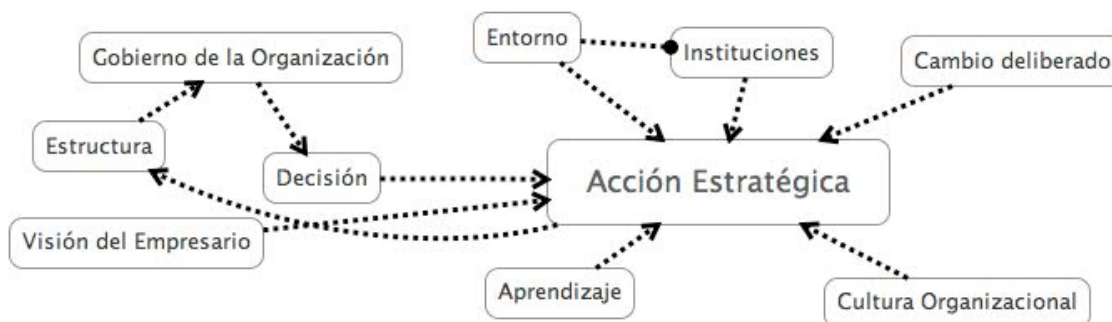 Entorno
Instituciones
Gobierno de la Organización
Cambio deliberado
Estructura
Decisión
Acción Estratégica
Visión del Empresario
Aprendizaje
Cultura Organizacional